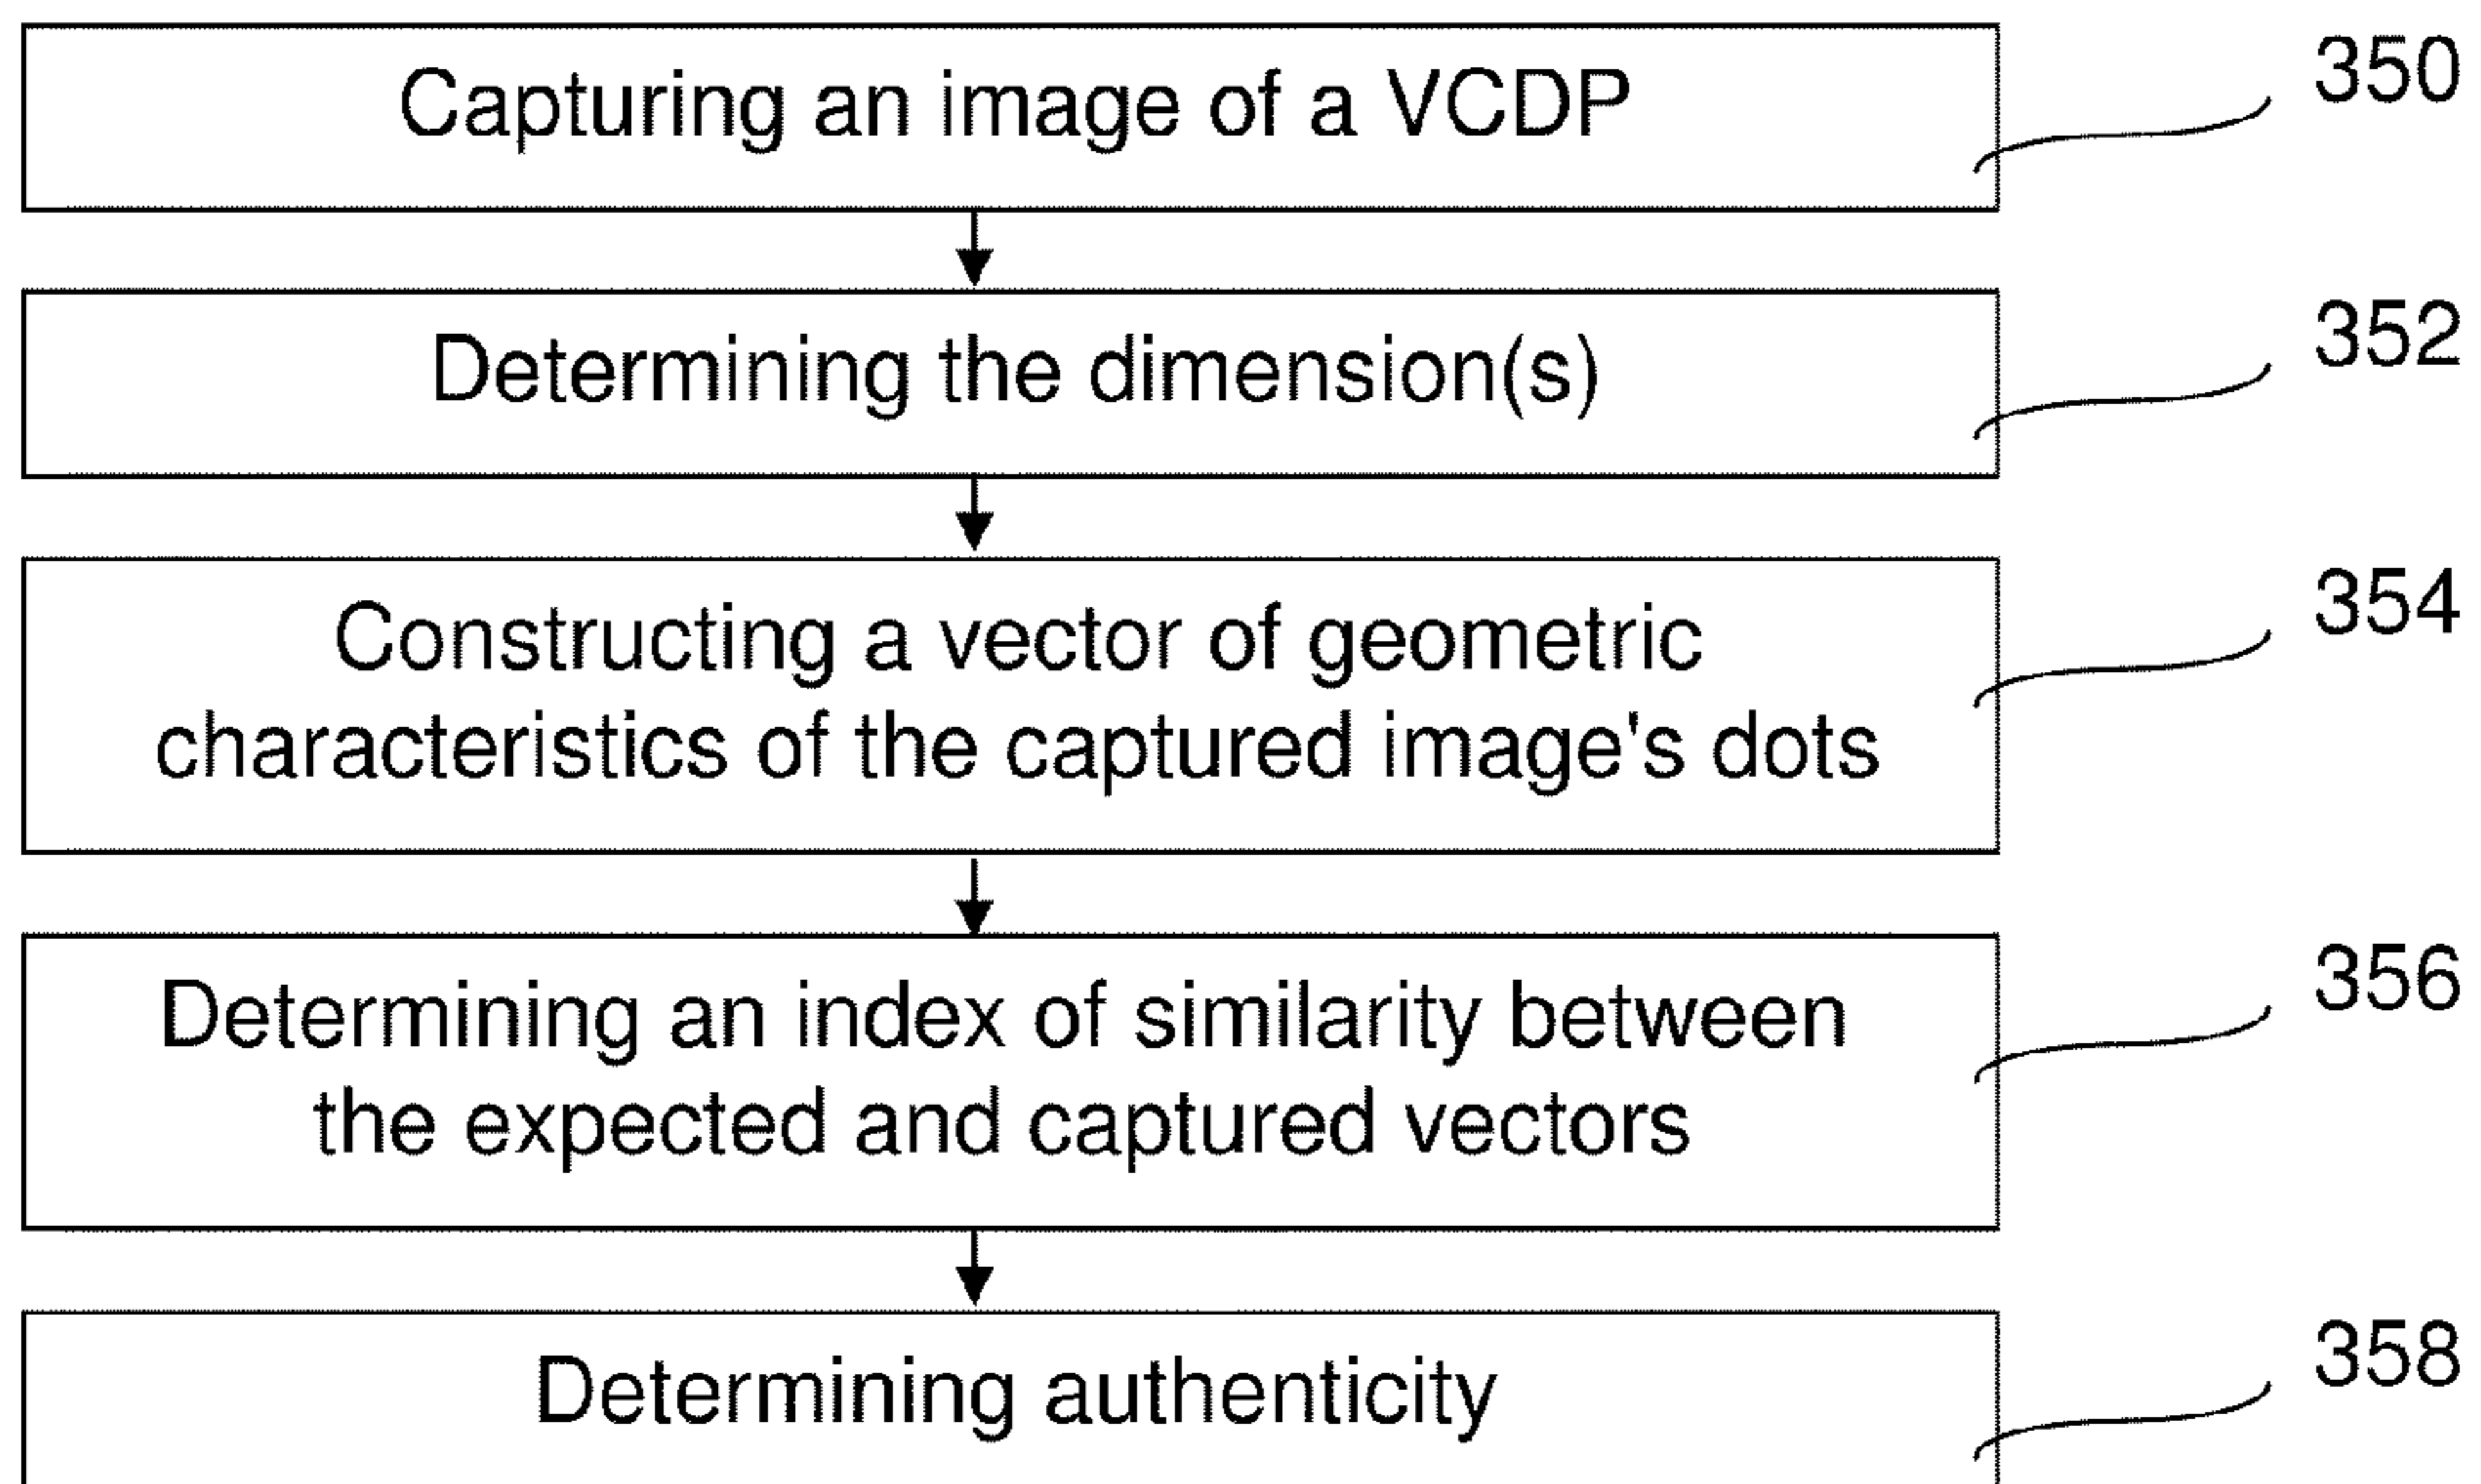 Capturing an image of a VCDP
350
Determining the dimension(s)
352
Constructing a vector of geometric
characteristics of the captured image's dots
354
Determining an index of similarity between
the expected and captured vectors
356
Determining authenticity
358